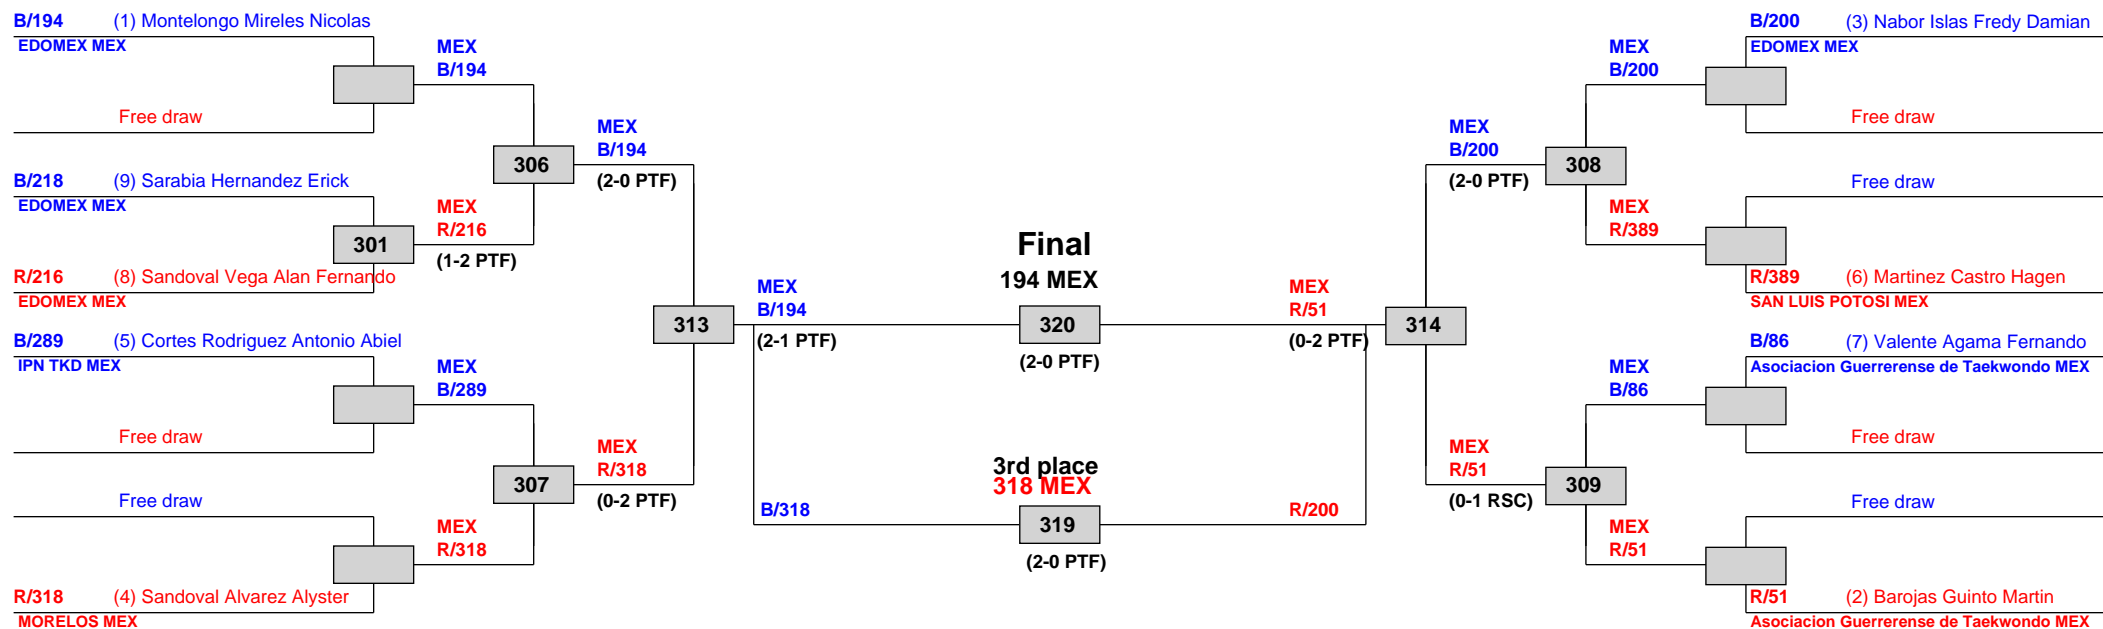 B/194 (1) Montelongo Mireles Nicolas
EDOMEX MEX
MEX
B/194
Free draw
306
MEX
B/194
(2-0 PTF)
B/218 (9) Sarabia Hernandez Erick
EDOMEX MEX
301
MEX
R/216
(1-2 PTF)
R/216 (8) Sandoval Vega Alan Fernando
EDOMEX MEX
313
MEX
B/194
(2-1 PTF)
B/289 (5) Cortes Rodriguez Antonio Abiel
IPN TKD MEX
MEX
B/289
Free draw
307
MEX
R/318
(0-2 PTF)
Free draw
MEX
R/318
R/318 (4) Sandoval Alvarez Alyster
MORELOS MEX
Final
194 MEX
320
(2-0 PTF)
3rd place
318 MEX
B/318
319
R/200
(2-0 PTF)
MEX
R/51
(0-2 PTF)
314
MEX
B/200
(2-0 PTF)
308
MEX
B/200
B/200 (3) Nabor Islas Fredy Damian
EDOMEX MEX
Free draw
Free draw
MEX
R/389
R/389 (6) Martinez Castro Hagen
SAN LUIS POTOSI MEX
MEX
R/51
(0-1 RSC)
309
MEX
B/86
B/86 (7) Valente Agama Fernando
Asociacion Guerrerense de Taekwondo MEX
Free draw
Free draw
MEX
R/51
R/51 (2) Barojas Guinto Martin
Asociacion Guerrerense de Taekwondo MEX